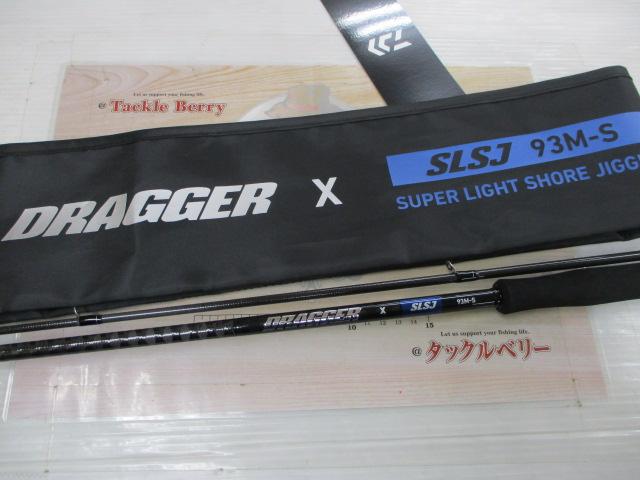 Let us support your fishing life.
@ Tackle Berry
DRAGGER X SLSJ 93M-S
SUPER LIGHT SHORE JIGGI
DRAGGER X SLSJ 93M-S
10 11 12 13 14 15
Let us support your fishing life.
@ タックルベリー